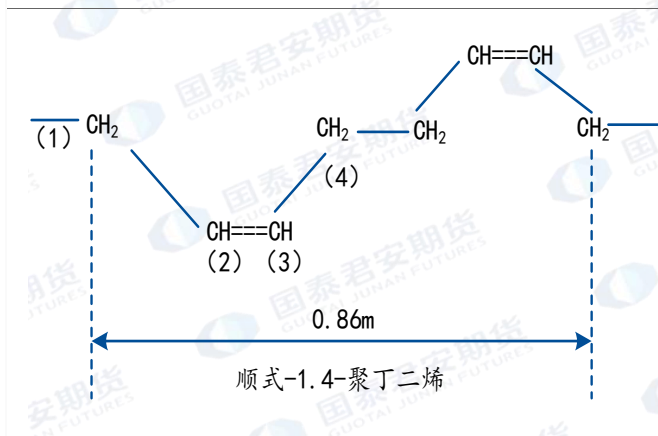 CH===CH
(1) CH₂
CH₂ CH₂
CH₂
(4)
CH===CH
(2) (3)
0.86m
顺式-1.4-聚丁二烯
国泰君安期货
GUOTAI JUNAN FUTURES